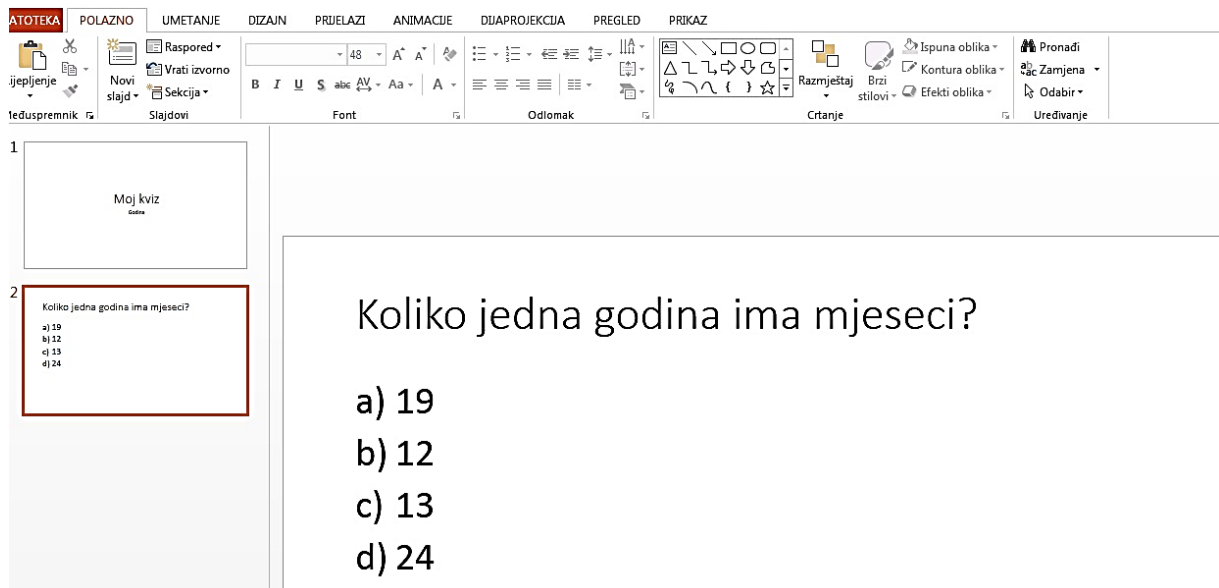 ATOTEKA POLAZNO UMETANJE DIZAJN PRIJELAZI ANIMACIJE DIJAPROJEKCIJA PREGLED PRIKAZ
ijepljenje
Novi slajd
Raspored
Vrati izvorno
Sekcija
48
B I U S abc AV Aa A
Razmještaj
Brzi stilovi
Ispuna oblika
Kontura oblika
Efekti oblika
Pronađi
Zamjena
Odabir
Međuspremnik Slajdovi Font Odlomak Crtanje Uređivanje
1
Moj kviz
Godina
2
Koliko jedna godina ima mjeseci?
a) 19
b) 12
c) 13
d) 24
Koliko jedna godina ima mjeseci?
a) 19
b) 12
c) 13
d) 24